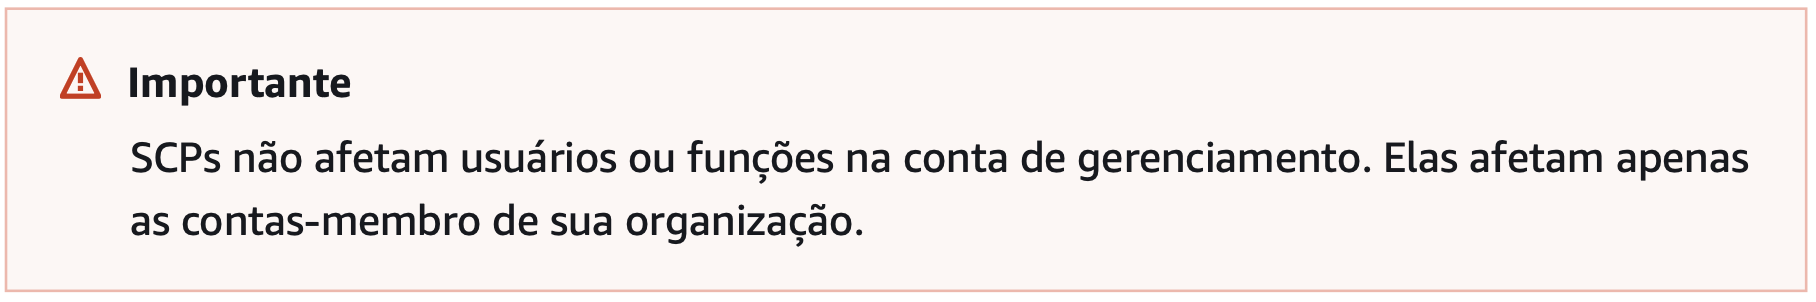 Importante
SCPs não afetam usuários ou funções na conta de gerenciamento. Elas afetam apenas
as contas-membro de sua organização.